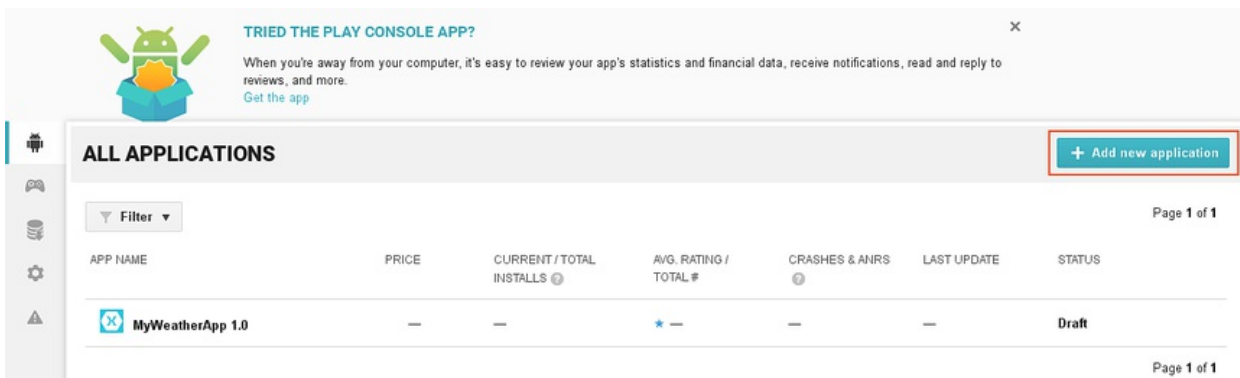 TRIED THE PLAY CONSOLE APP?
When you're away from your computer, it's easy to review your app's statistics and financial data, receive notifications, read and reply to
reviews, and more.
Get the app
ALL APPLICATIONS
+ Add new application
Filter
Page 1 of 1
APP NAME
PRICE
CURRENT / TOTAL
INSTALLS
AVG. RATING /
TOTAL #
CRASHES & ANRS
LAST UPDATE
STATUS
MyWeatherApp 1.0 — — — — — Draft
Page 1 of 1